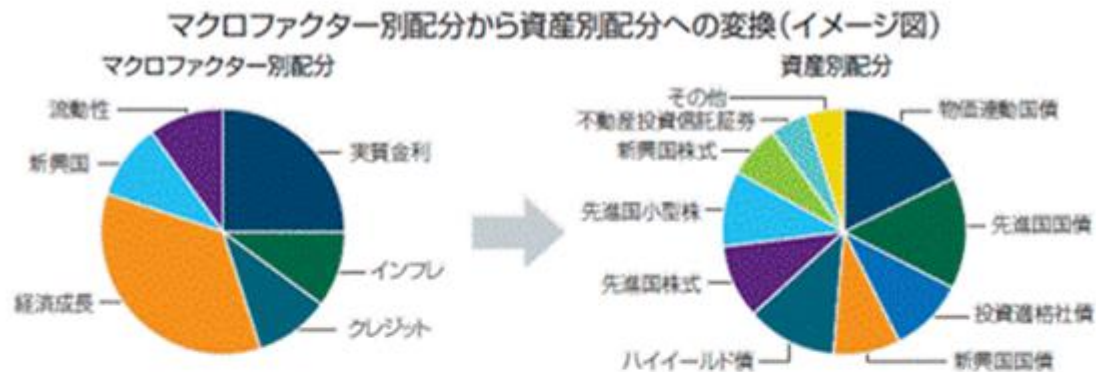 マクロファクター別配分から資産別配分への変換(イメージ図)
マクロファクター別配分
流動性
新興国
実質金利
インフレ
クレジット
経済成長
資産別配分
その他
不動産投資信託証券
新興国株式
先進国小型株
先進国株式
ハイイールド債
物価連動国債
先進国国債
投資適格社債
新興国国債